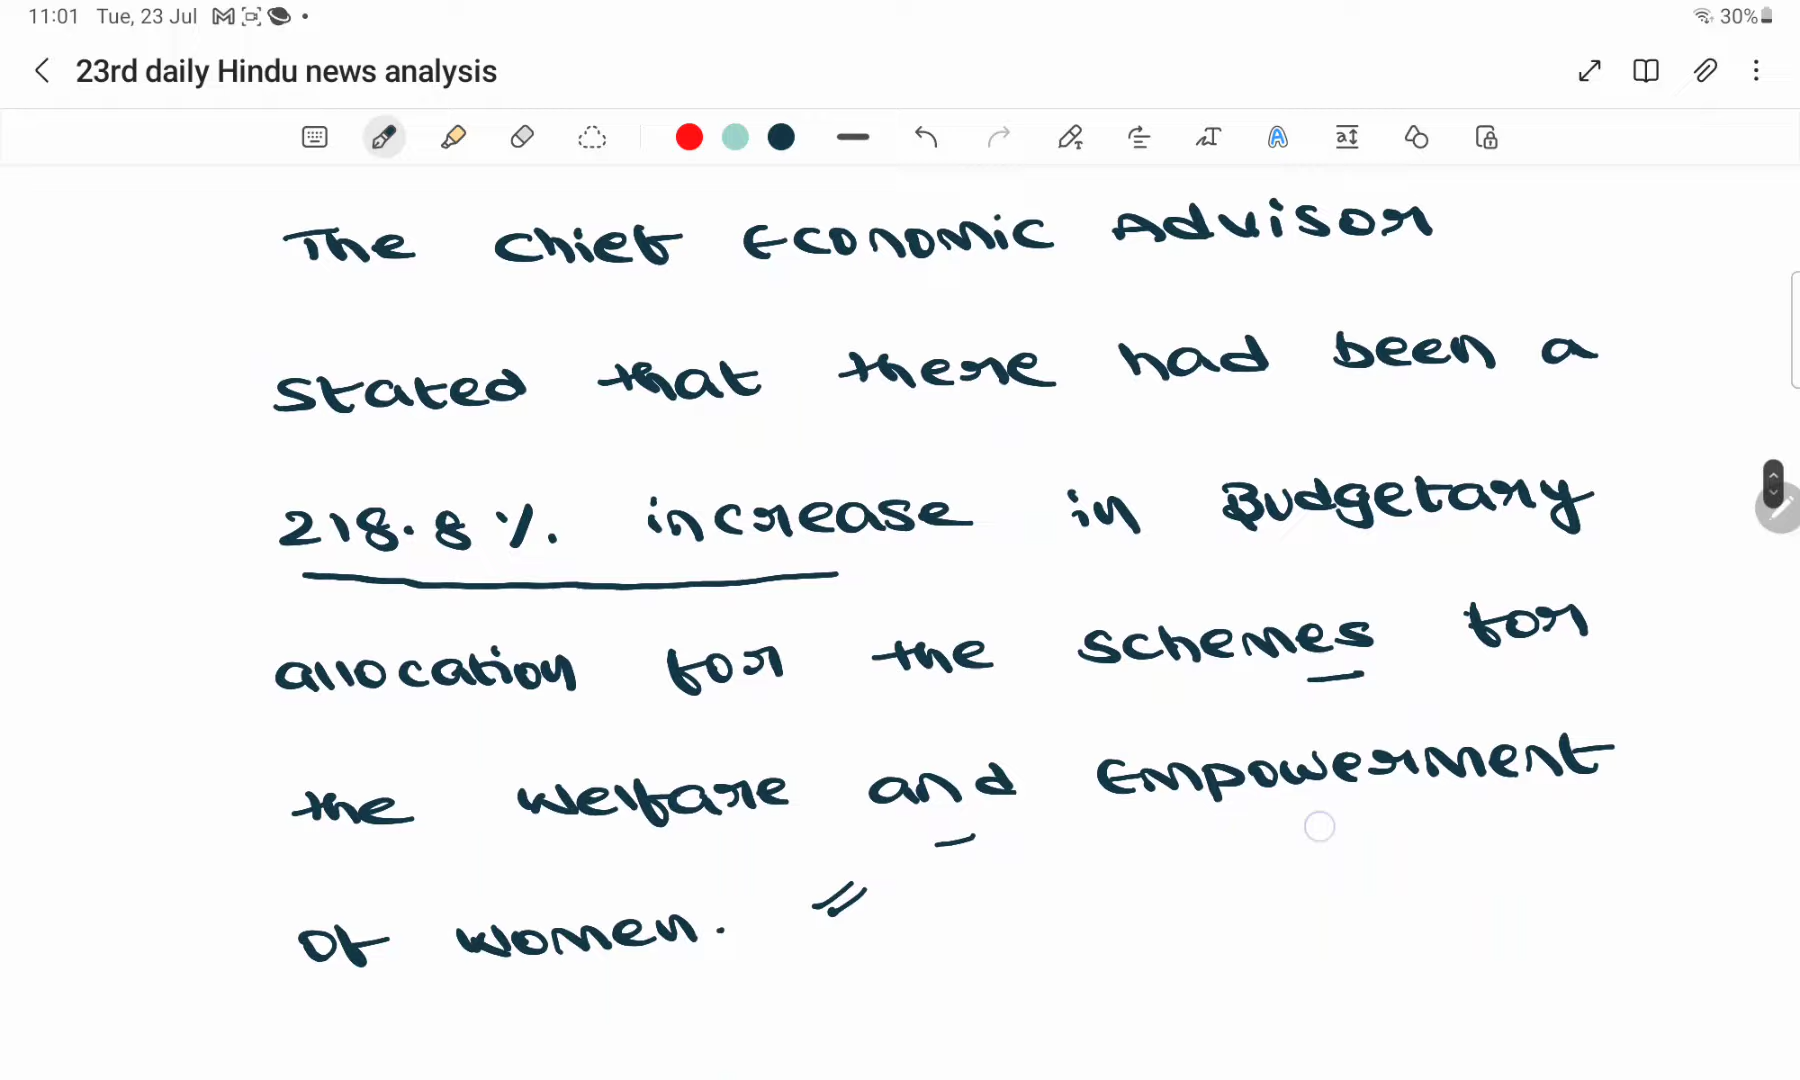 11:01 Tue, 23 Jul 30%
23rd daily Hindu news analysis
The Chief Economic Advisor
stated that there had been a
218.8 %. increase in Budgetary
allocation for the schemes for
the welfare and Empowerment
of women.